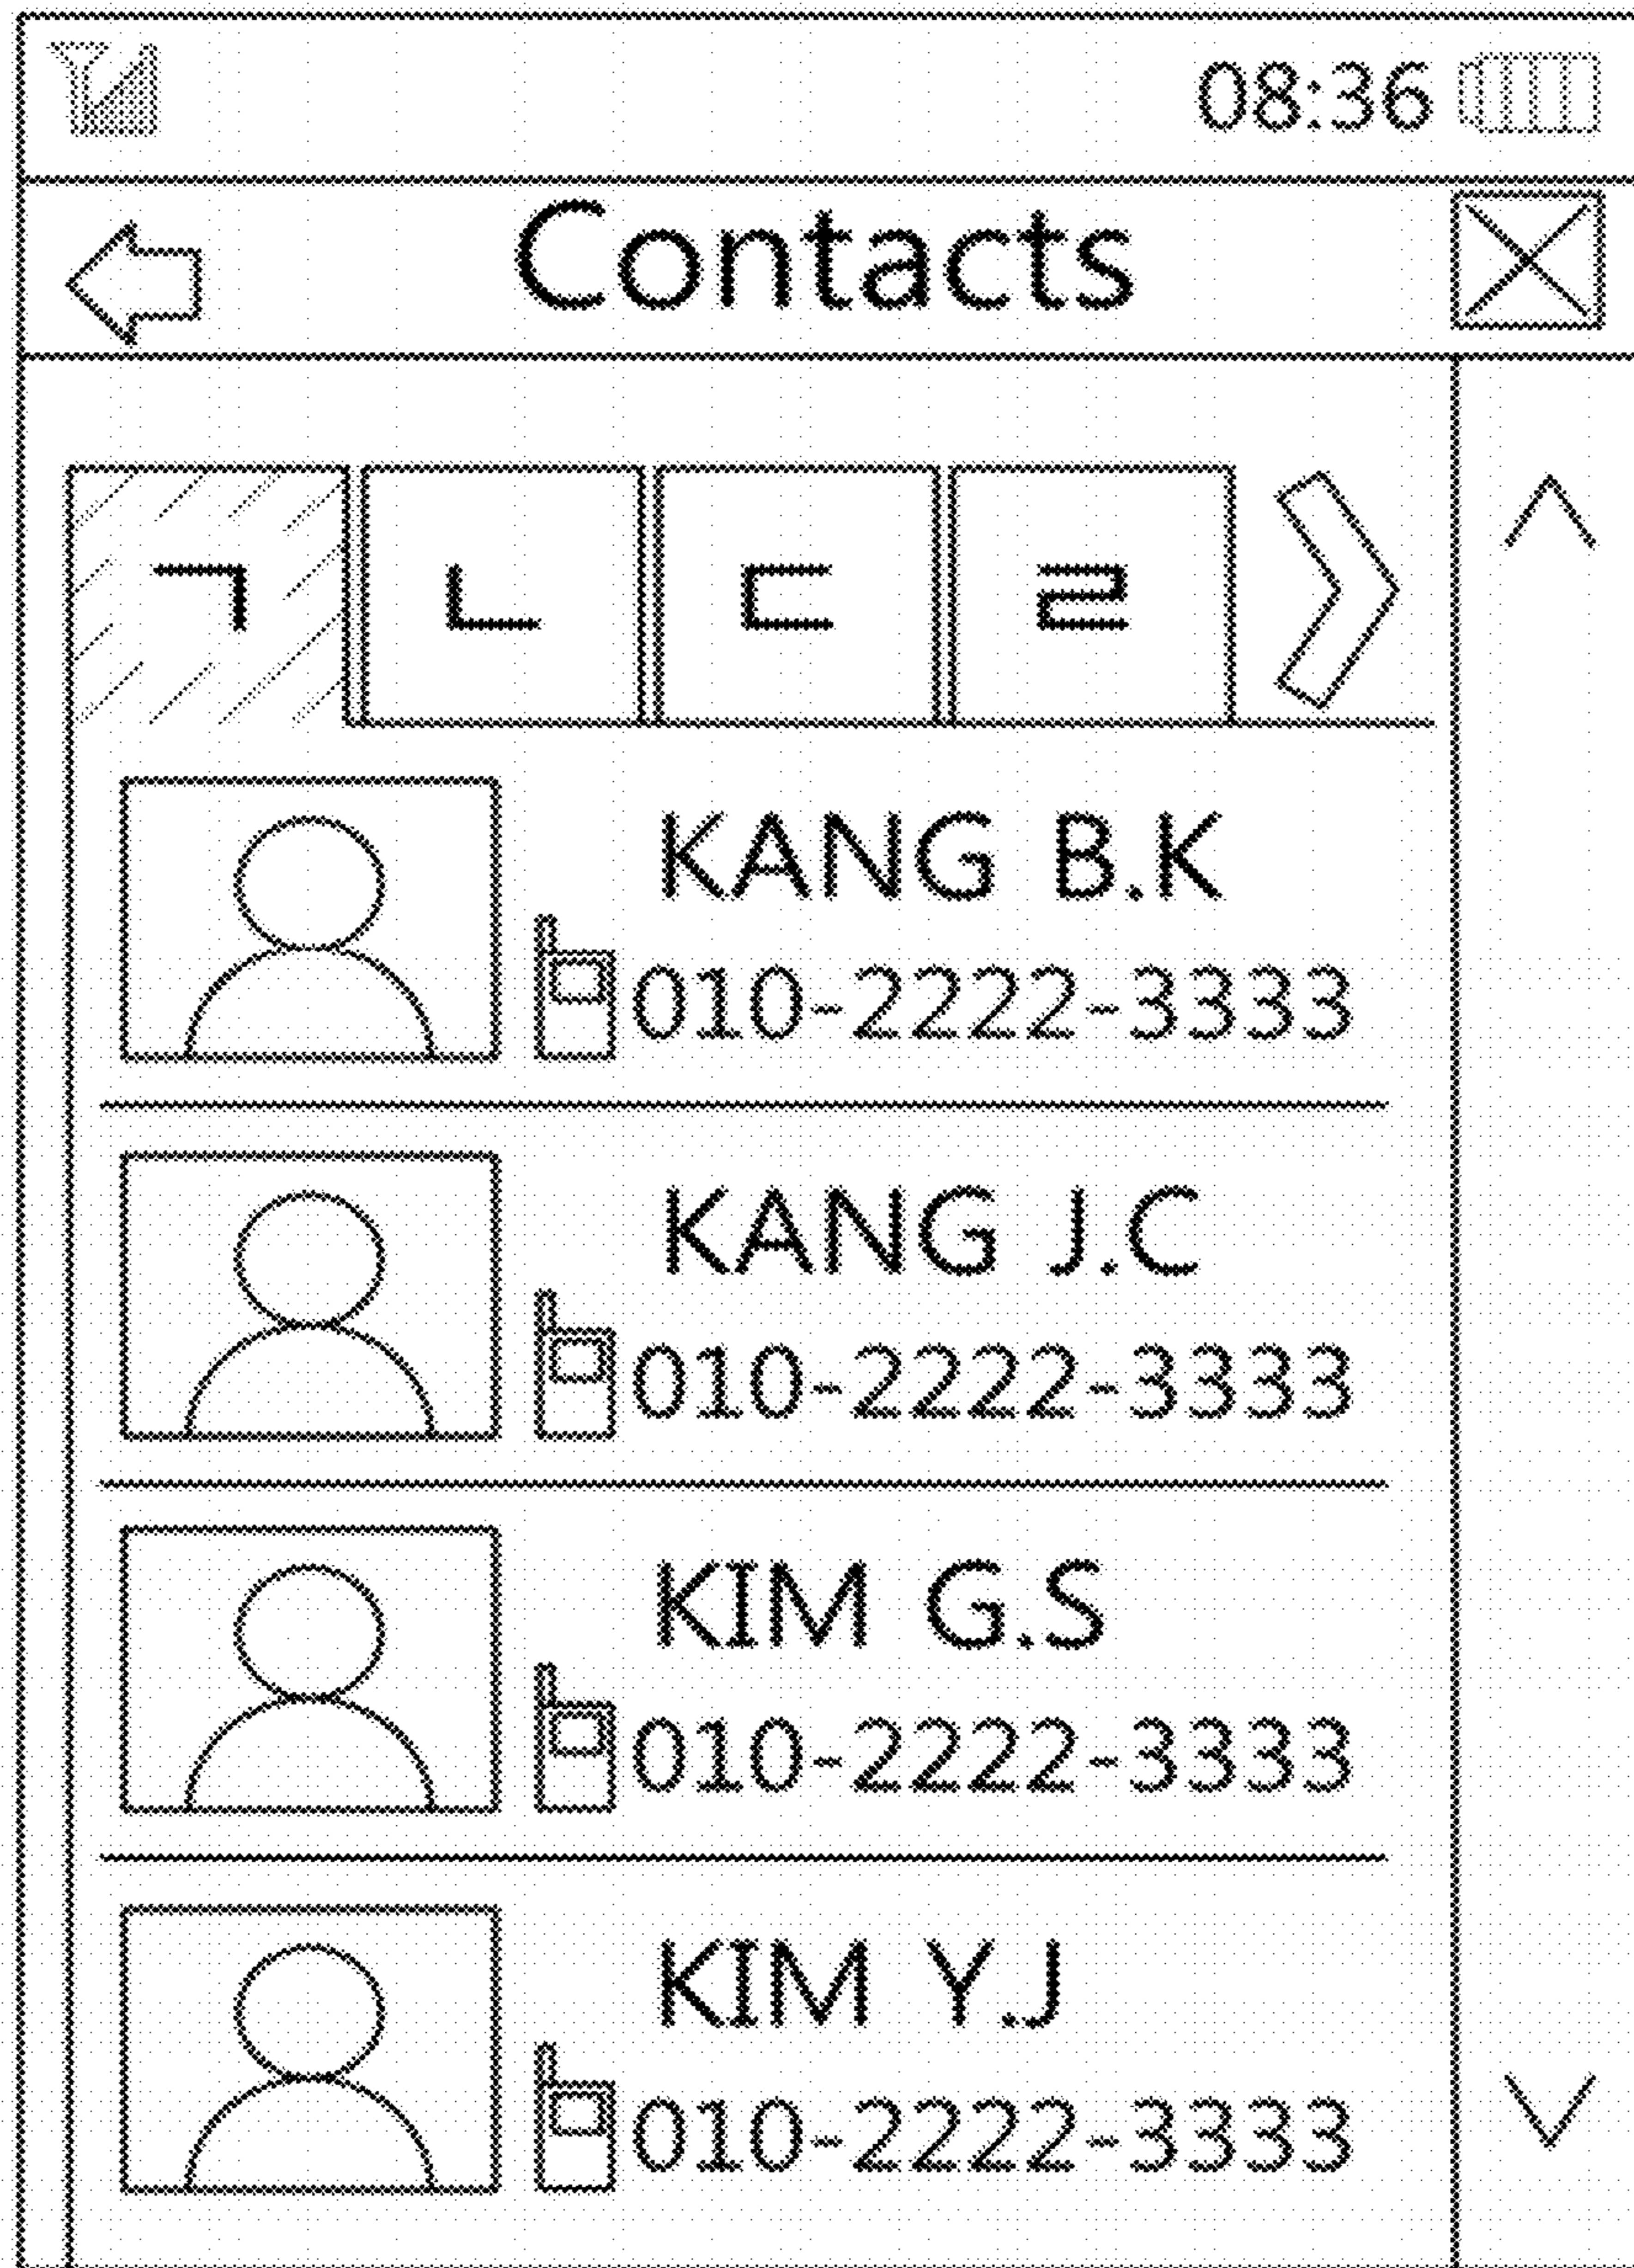 08:36
Contacts
ㄱ ㄴ ㄷ ㄹ
KANG B.K
010-2222-3333
KANG J.C
010-2222-3333
KIM G.S
010-2222-3333
KIM Y.J
010-2222-3333